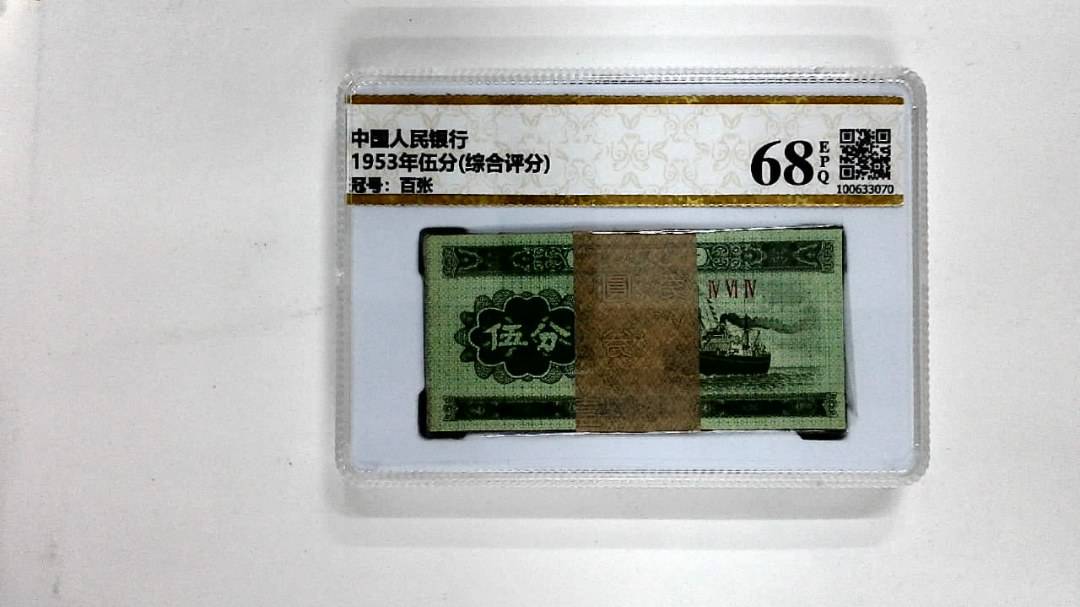 中国人民银行
1953年伍分(综合评分)
冠号：百张
68
EPQ
100633070
伍分
Ⅳ Ⅵ Ⅳ